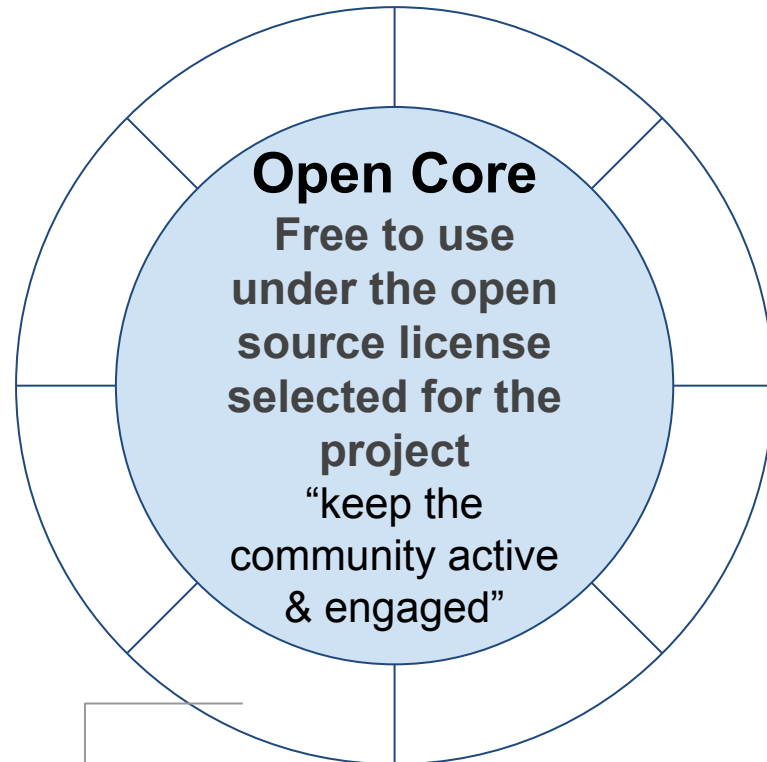 Open Core
Free to use
under the open
source license
selected for the
project
“keep the
community active
& engaged”